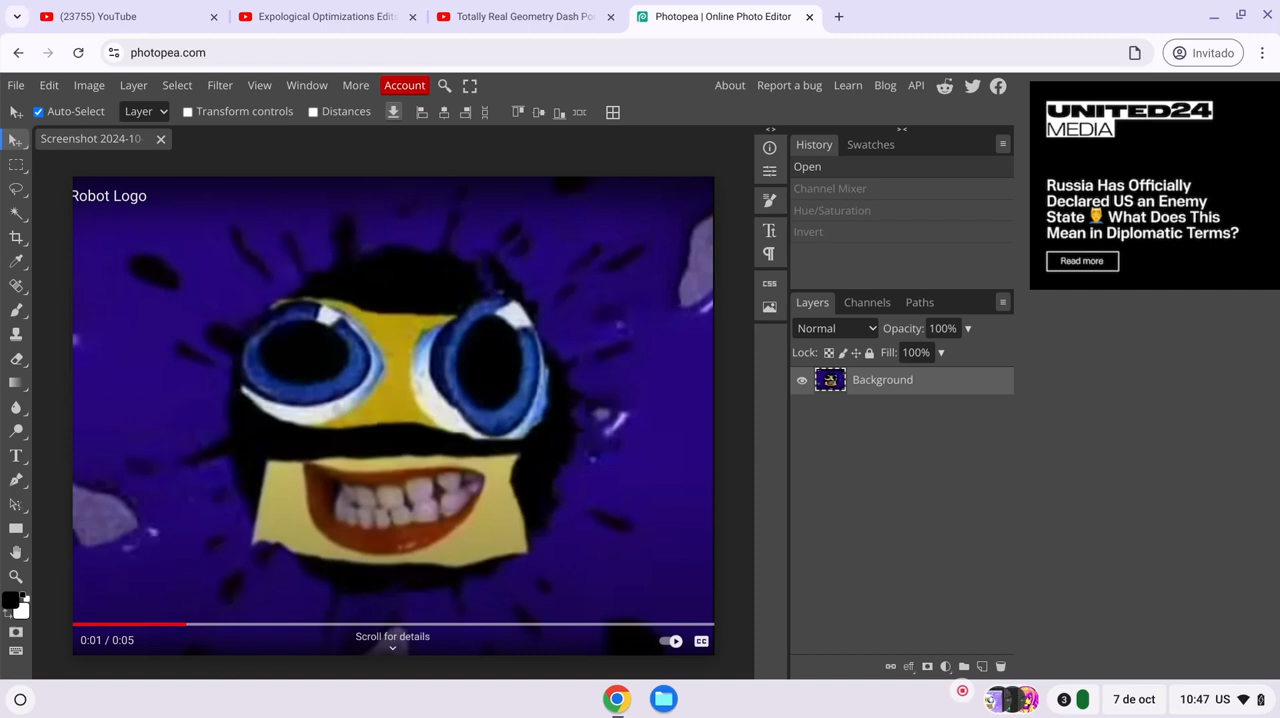 (23755) YouTube
Expological Optimizations Edit
Totally Real Geometry Dash Po
Photopea | Online Photo Editor
photopea.com
Invitado
File Edit Image Layer Select Filter View Window More Account
About Report a bug Learn Blog API
Auto-Select Layer Transform controls Distances
Screenshot 2024-10-
Robot Logo
0:01 / 0:05
Scroll for details
CC
History Swatches
Open
Channel Mixer
Hue/Saturation
Invert
CSS
Layers Channels Paths
Normal Opacity: 100%
Lock: Fill: 100%
Background
eff
UNITED24
MEDIA
Russia Has Officially
Declared US an Enemy
State 🤦‍♂️ What Does This
Mean in Diplomatic Terms?
Read more
3
7 de oct
10:47 US